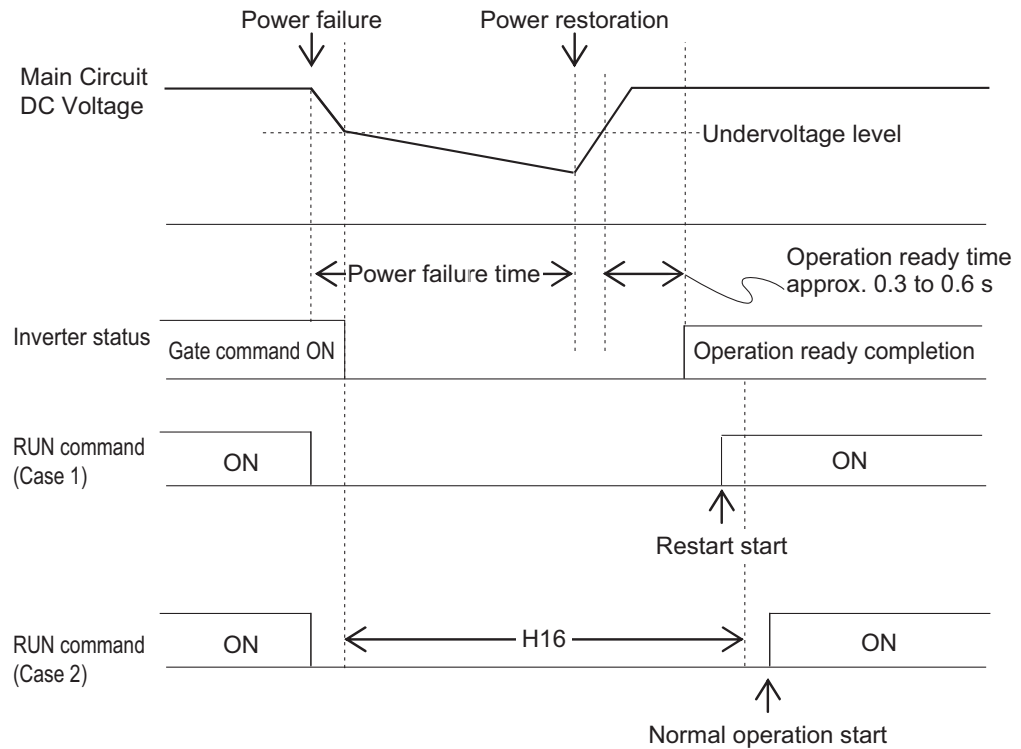 Power failure
Power restoration
Main Circuit
DC Voltage
Undervoltage level
Power failure time
Operation ready time
approx. 0.3 to 0.6 s
Inverter status
Gate command ON
Operation ready completion
RUN command
(Case 1)
ON
ON
Restart start
RUN command
(Case 2)
ON
H16
ON
Normal operation start